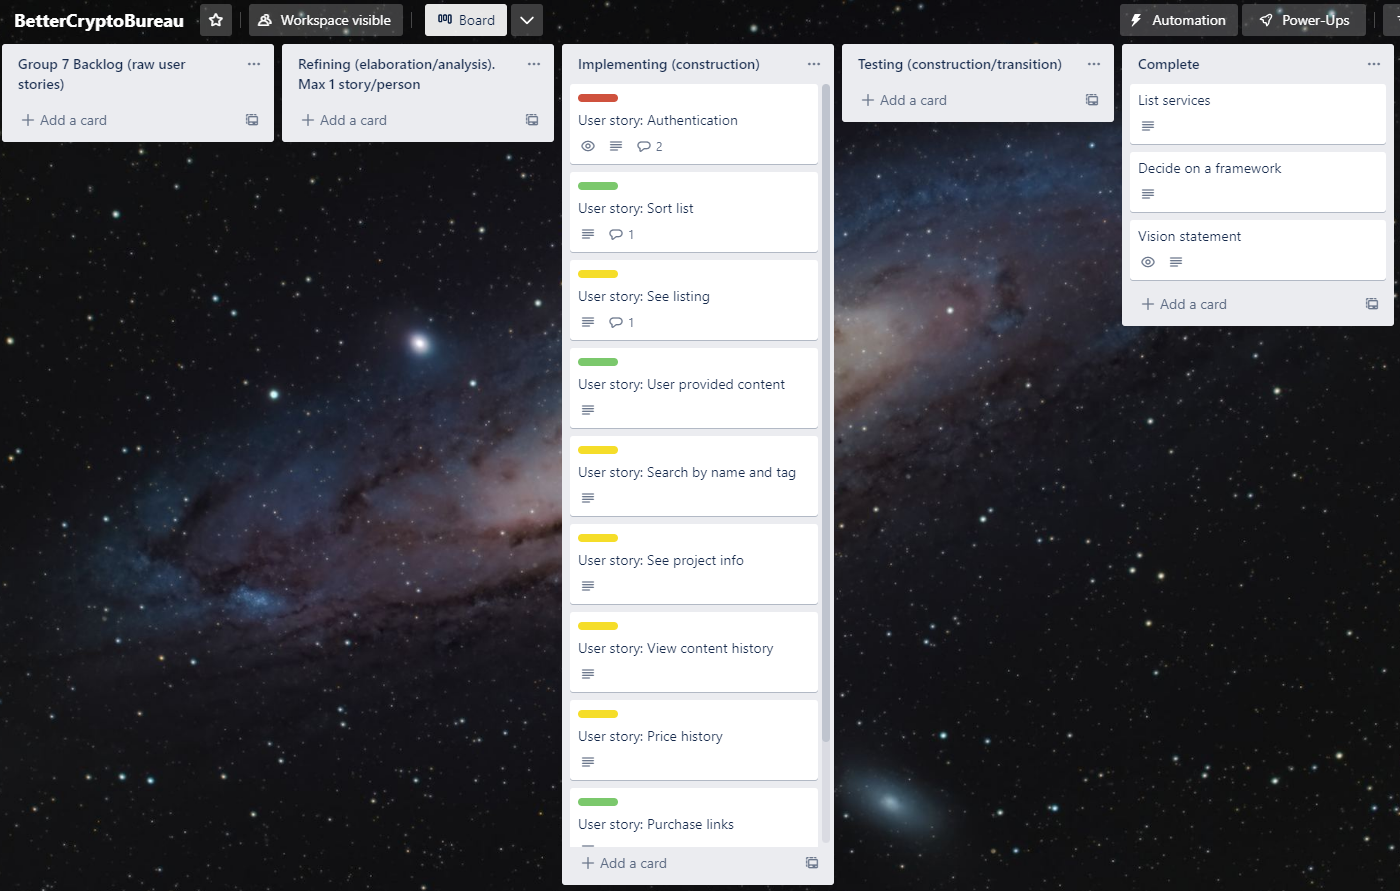 BetterCryptoBureau
Workspace visible
Board
Automation
Power-Ups
Group 7 Backlog (raw user
stories)
Add a card
Refining (elaboration/analysis).
Max 1 story/person
Add a card
Implementing (construction)
User story: Authentication
2
User story: Sort list
1
User story: See listing
1
User story: User provided content
User story: Search by name and tag
User story: See project info
User story: View content history
User story: Price history
User story: Purchase links
Add a card
Testing (construction/transition)
Add a card
Complete
List services
Decide on a framework
Vision statement
Add a card